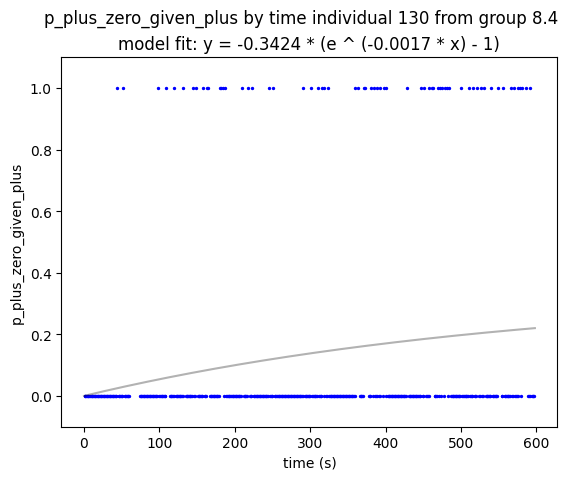 p_plus_zero_given_plus by time individual 130 from group 8.4
model fit: y = -0.3424 * (e ^ (-0.0017 * x) - 1)
1.0
0.8
0.6
0.4
0.2
0.0
p_plus_zero_given_plus
0 100 200 300 400 500 600
time (s)